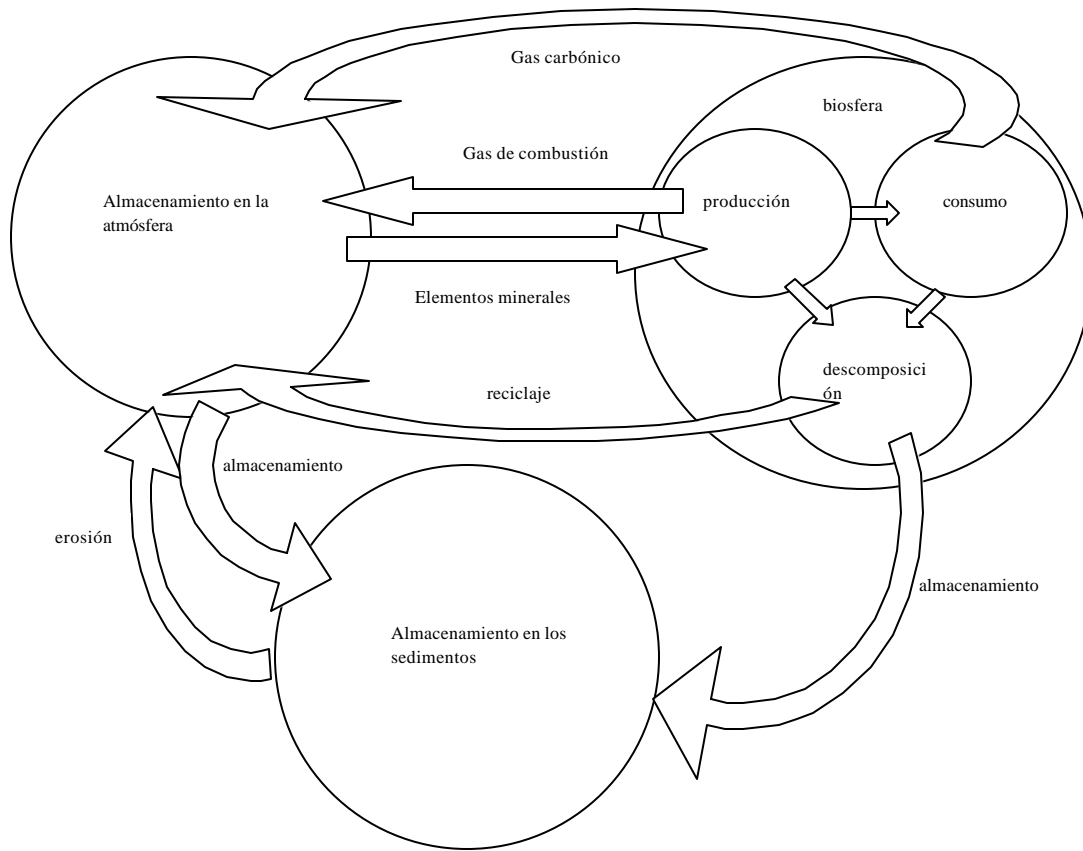 Gas carbónico
biosfera
Gas de combustión
Almacenamiento en la
atmósfera
producción
consumo
Elementos minerales
descomposici
ón
reciclaje
almacenamiento
erosión
almacenamiento
Almacenamiento en los
sedimentos